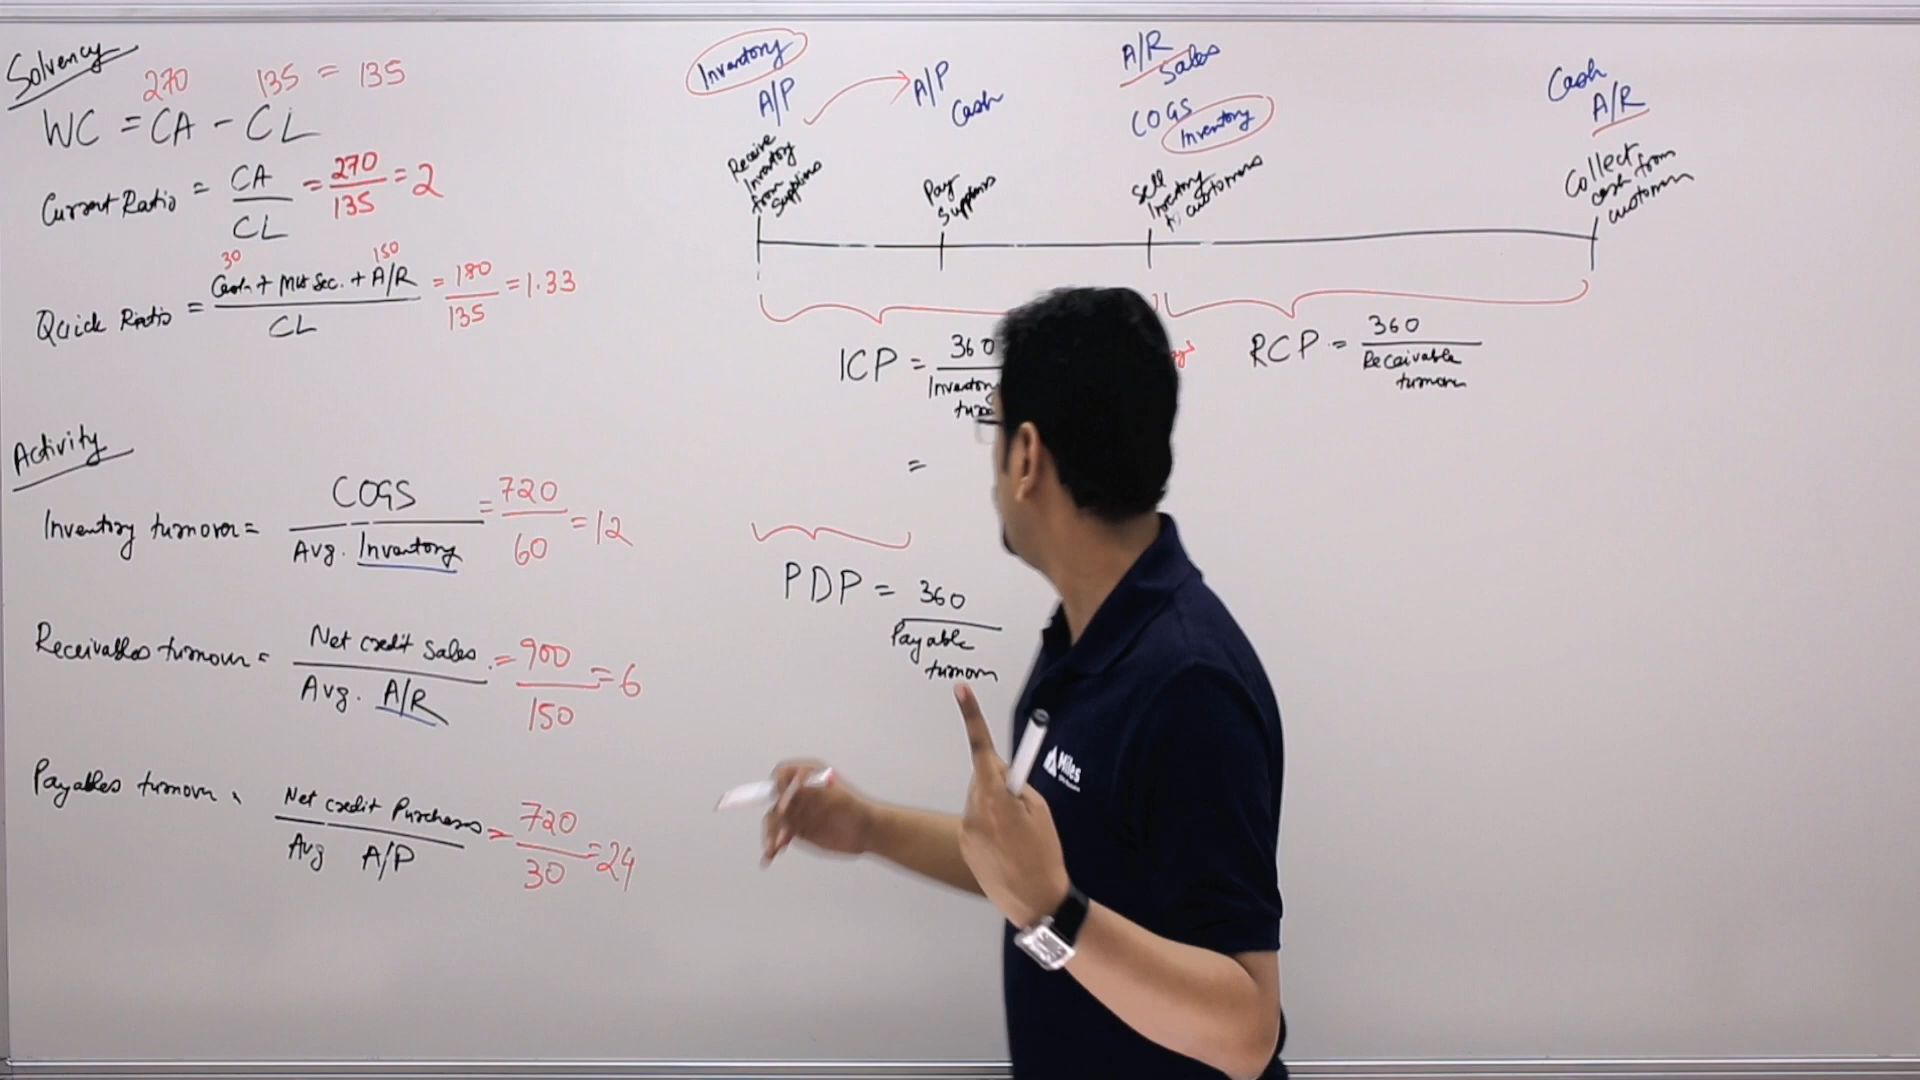 Solvency
270 135 = 135
WC = CA - CL
Current Ratio = CA / CL = 270 / 135 = 2
30 150
Quick Ratio = Cash + Mkt Sec. + A/R / CL = 180 / 135 = 1.33
Activity
Inventory turnover = COGS / Avg. Inventory = 720 / 60 = 12
Receivables turnover = Net credit sales / Avg. A/R = 900 / 150 = 6
Payables turnover = Net credit Purchases / Avg A/P = 720 / 30 = 24
Inventory
A/P
Receive
Inventory
from
suppliers
A/P
Cash
Pay
suppliers
A/R
Sales
COGS
Inventory
Sell
Inventory
to customers
Cash
A/R
Collect
cash from
customers
ICP = 360
Inventory
=
RCP = 360
Receivable
turnover
PDP = 360
Payable
turnover
Miles